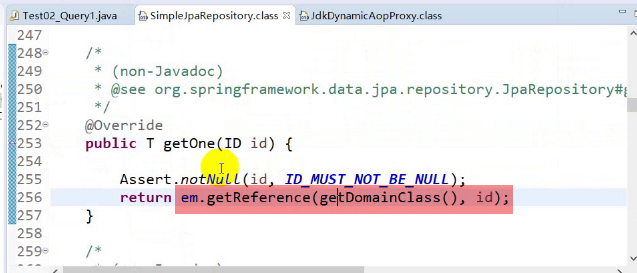 Test02_Query1.java
SimpleJpaRepository.class
JdkDynamicAopProxy.class
247
248 /*
249 * (non-Javadoc)
250 * @see org.springframework.data.jpa.repository.JpaRepository#g
251 */
252 @Override
253 public T getOne(ID id) {
254
255 Assert.notNull(id, ID_MUST_NOT_BE_NULL);
256 return em.getReference(getDomainClass(), id);
257 }
258
259 /*